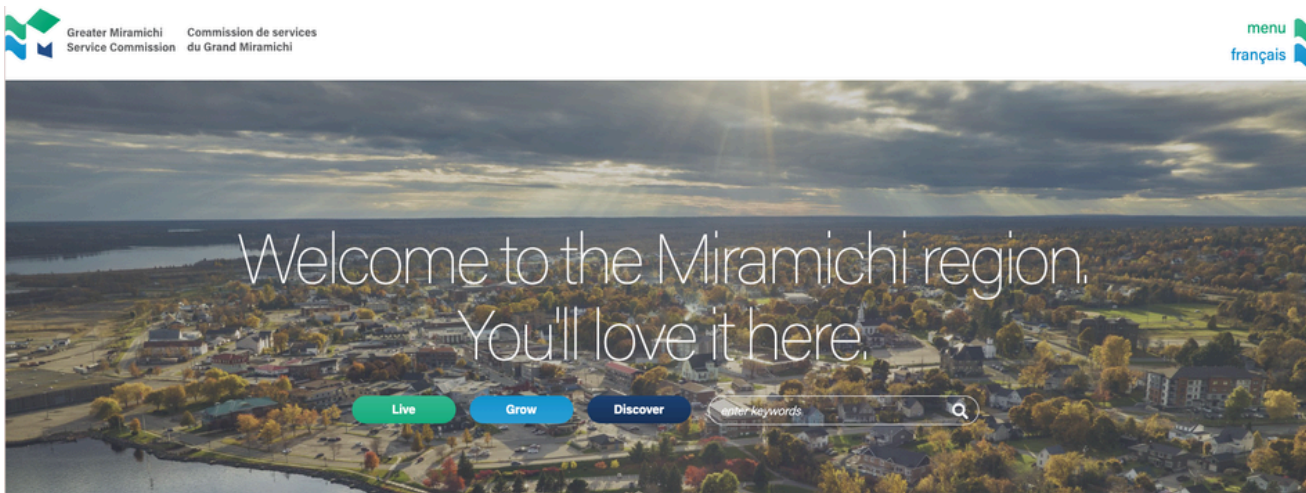 Greater Miramichi
Service Commission
Commission de services
du Grand Miramichi
menu
français
Welcome to the Miramichi region.
You'll love it here.
Live
Grow
Discover
enter keywords